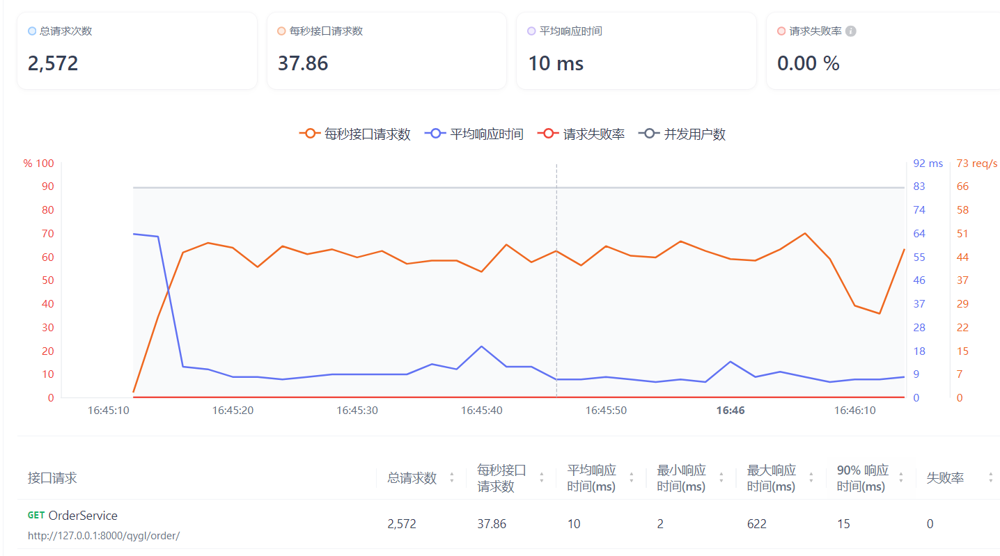 总请求次数
2,572
每秒接口请求数
37.86
平均响应时间
10 ms
请求失败率
0.00 %
每秒接口请求数 平均响应时间 请求失败率 并发用户数
% 100 92 ms 73 req/s
90 83 66
80 74 58
70 64 51
60 55 44
50 46 37
40 37 29
30 28 22
20 18 15
10 9 7
0 0 0
16:45:10 16:45:20 16:45:30 16:45:40 16:45:50 16:46 16:46:10
接口请求
总请求数
每秒接口
请求数
平均响应
时间(ms)
最小响应
时间(ms)
最大响应
时间(ms)
90% 响应
时间(ms)
失败率
GET OrderService
http://127.0.0.1:8000/qygl/order/
2,572 37.86 10 2 622 15 0